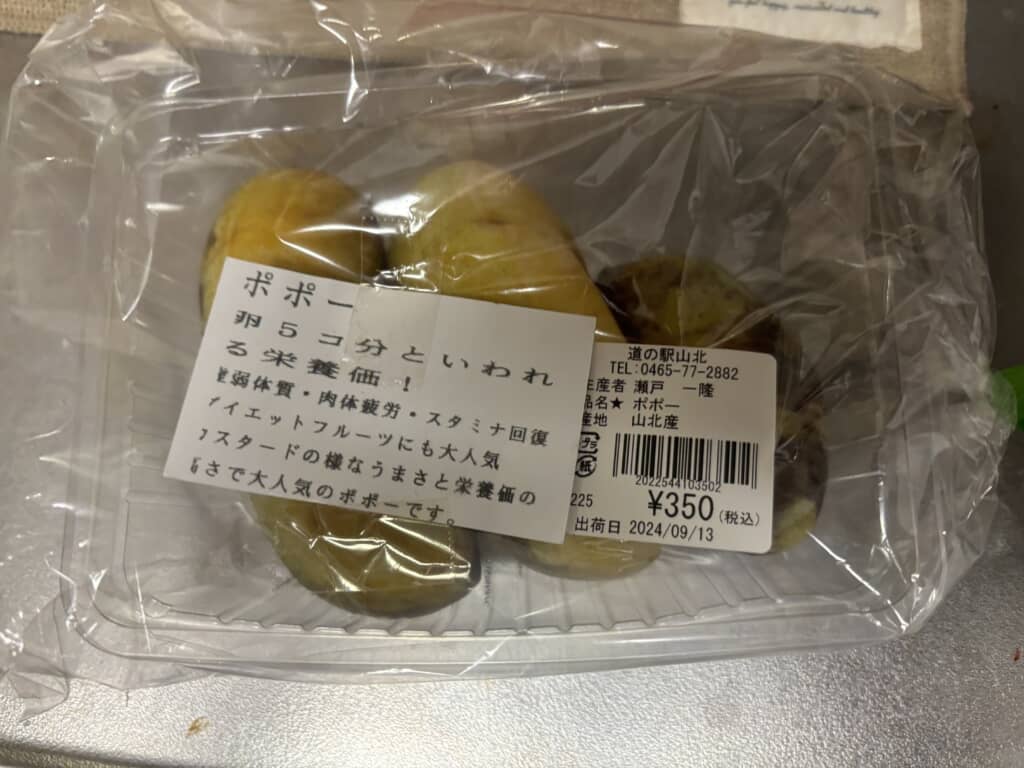 ポポー
卵5コ分といわれ
る栄養価！
弱体質・肉体疲労・スタミナ回復
イエットフルーツにも大人気
スタードの様なうまさと栄養価の
さで大人気のポポーです。
道の駅山北
TEL:0465-77-2882
生産者 瀬戸 一隆
品名★ ポポー
産地 山北産
プラ
紙
2022544103502
225
¥350(税込)
出荷日 2024/09/13